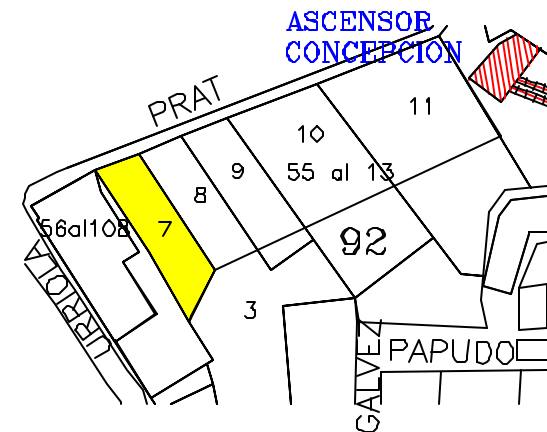 ASCENSOR
CONCEPCION
PRAT
11
10
9
55 al 13
8
56al108
7
92
URRIOLA
3
GALVEZ
PAPUDO